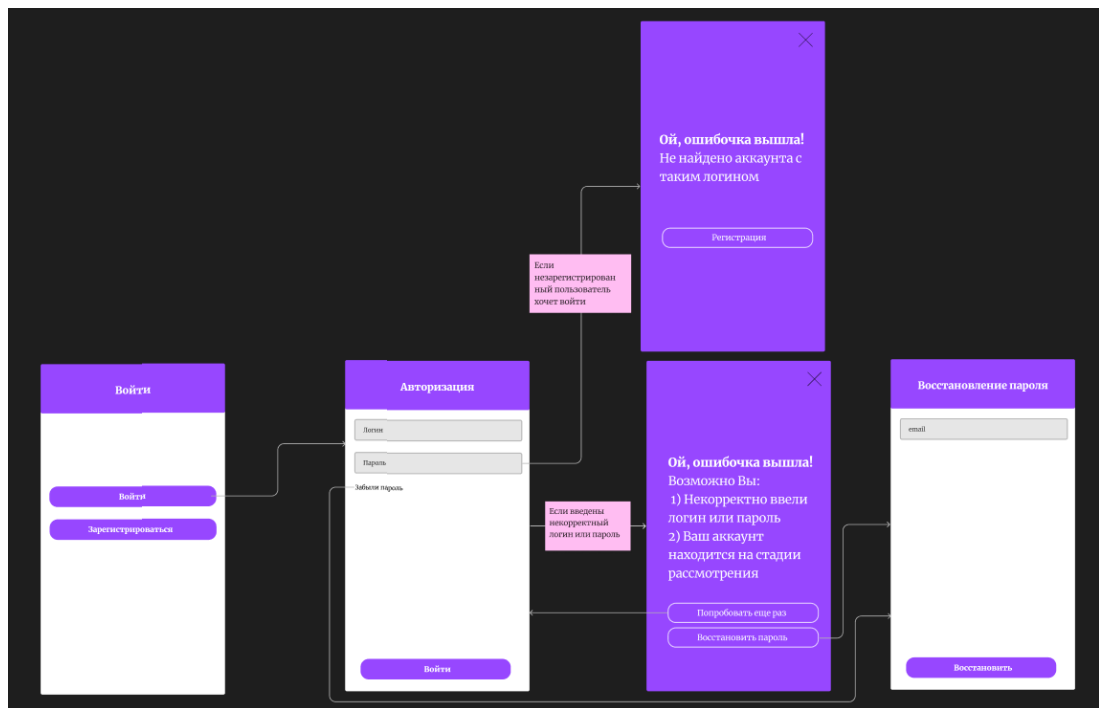 Ой, ошибочка вышла!
Не найдено аккаунта с
таким логином
Регистрация
Если
незарегистрирован
ный пользователь
хочет войти
Войти
Войти
Зарегистрироваться
Авторизация
Логин
Пароль
Забыли пароль
Войти
Если введены
некорректный
логин или пароль
Ой, ошибочка вышла!
Возможно Вы:
1) Некорректно ввели
логин или пароль
2) Ваш аккаунт
находится на стадии
рассмотрения
Попробовать еще раз
Восстановить пароль
Восстановление пароля
email
Восстановить